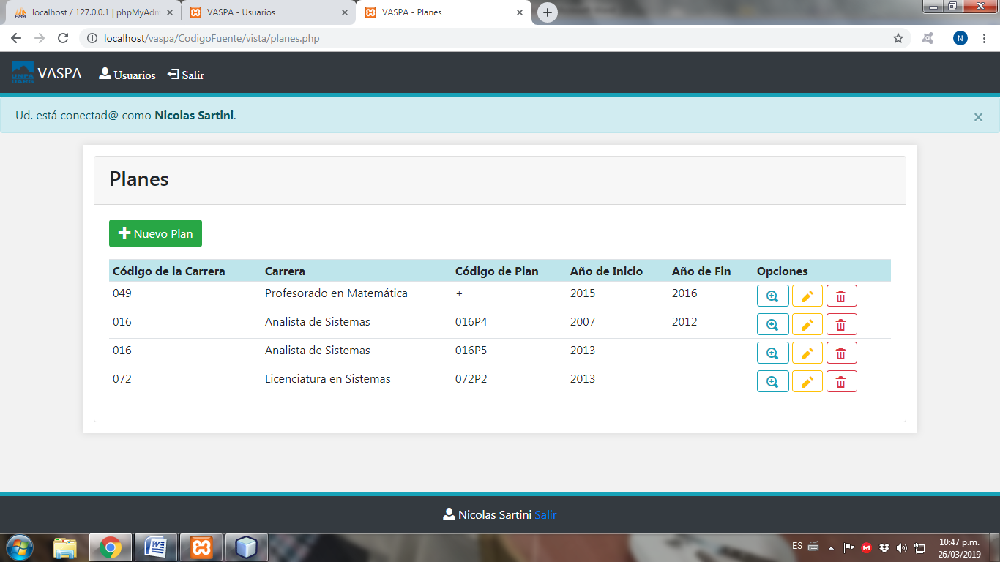 localhost / 127.0.0.1 | phpMyAdm
VASPA - Usuarios
VASPA - Planes
localhost/vaspa/CodigoFuente/vista/planes.php
N
UNPA
UARG
VASPA
Usuarios
Salir
Ud. está conectad@ como Nicolas Sartini.
Planes
Nuevo Plan
Código de la Carrera Carrera Código de Plan Año de Inicio Año de Fin Opciones
049 Profesorado en Matemática + 2015 2016
016 Analista de Sistemas 016P4 2007 2012
016 Analista de Sistemas 016P5 2013
072 Licenciatura en Sistemas 072P2 2013
Nicolas Sartini Salir
ES
10:47 p.m.
26/03/2019